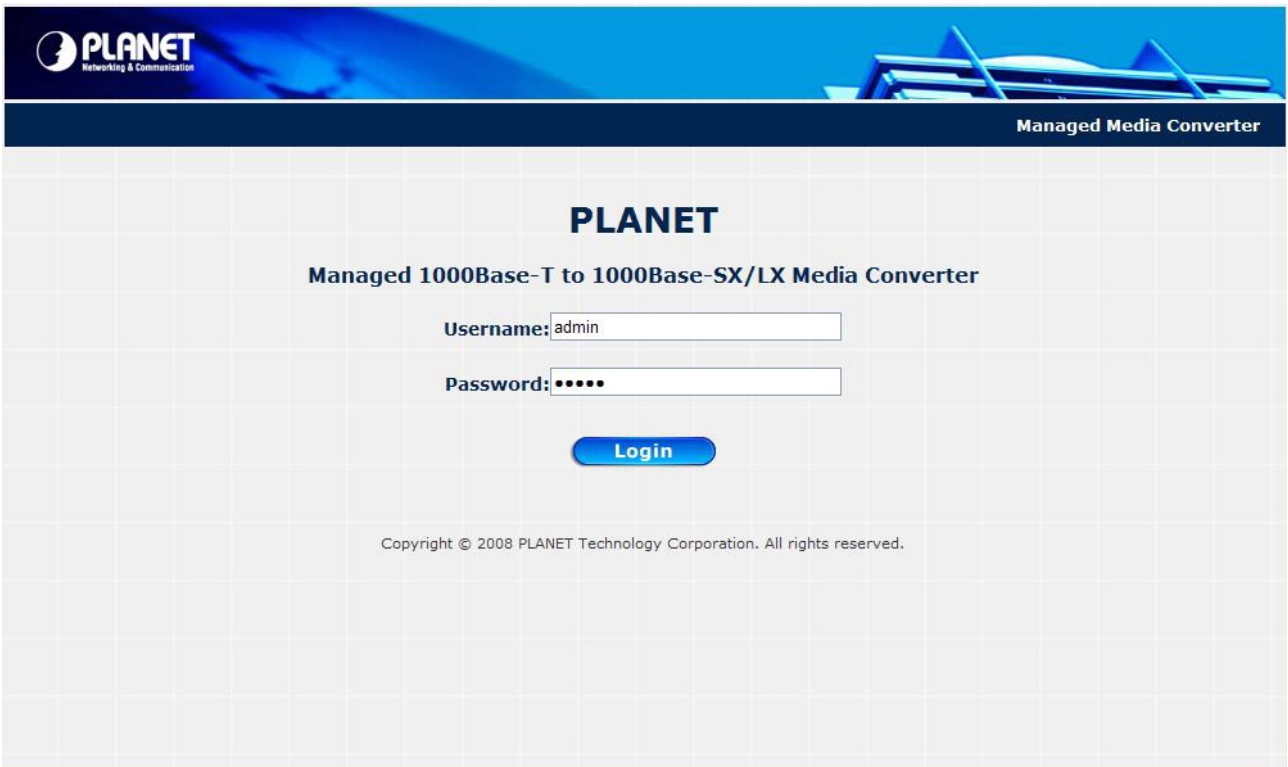 PLANET
Networking & Communication
Managed Media Converter
PLANET
Managed 1000Base-T to 1000Base-SX/LX Media Converter
Username: admin
Password: •••••
Login
Copyright © 2008 PLANET Technology Corporation. All rights reserved.